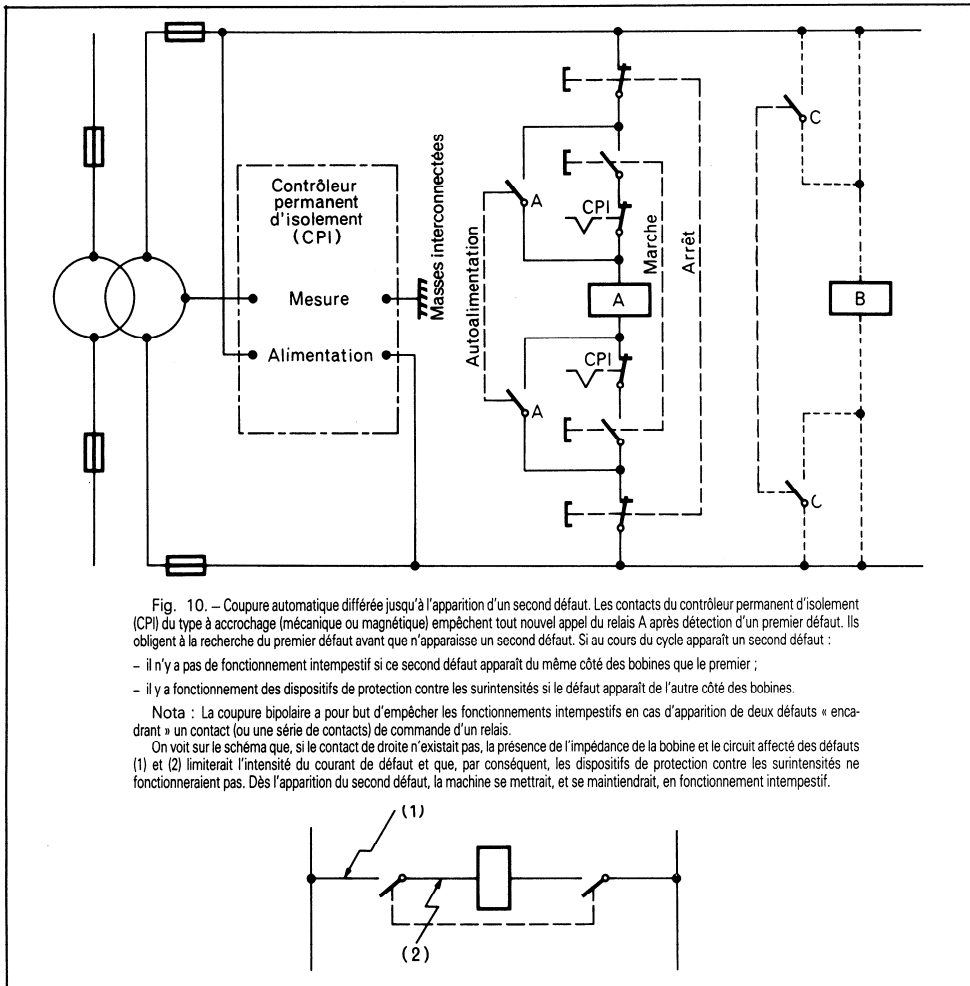 Contrôleur
permanent
d'isolement
(CPI)
Mesure
Alimentation
Masses interconnectées
Autoalimentation
A
A
CPI
A
CPI
Marche
Arrêt
C
C
B
Fig. 10. – Coupure automatique différée jusqu'à l'apparition d'un second défaut. Les contacts du contrôleur permanent d'isolement
(CPI) du type à accrochage (mécanique ou magnétique) empêchent tout nouvel appel du relais A après détection d'un premier défaut. Ils
obligent à la recherche du premier défaut avant que n'apparaisse un second défaut. Si au cours du cycle apparaît un second défaut :
– il n'y a pas de fonctionnement intempestif si ce second défaut apparaît du même côté des bobines que le premier ;
– il y a fonctionnement des dispositifs de protection contre les surintensités si le défaut apparaît de l'autre côté des bobines.
Nota : La coupure bipolaire a pour but d'empêcher les fonctionnements intempestifs en cas d'apparition de deux défauts « enca-
drant » un contact (ou une série de contacts) de commande d'un relais.
On voit sur le schéma que, si le contact de droite n'existait pas, la présence de l'impédance de la bobine et le circuit affecté des défauts
(1) et (2) limiterait l'intensité du courant de défaut et que, par conséquent, les dispositifs de protection contre les surintensités ne
fonctionneraient pas. Dès l'apparition du second défaut, la machine se mettrait, et se maintiendrait, en fonctionnement intempestif.
(1)
(2)